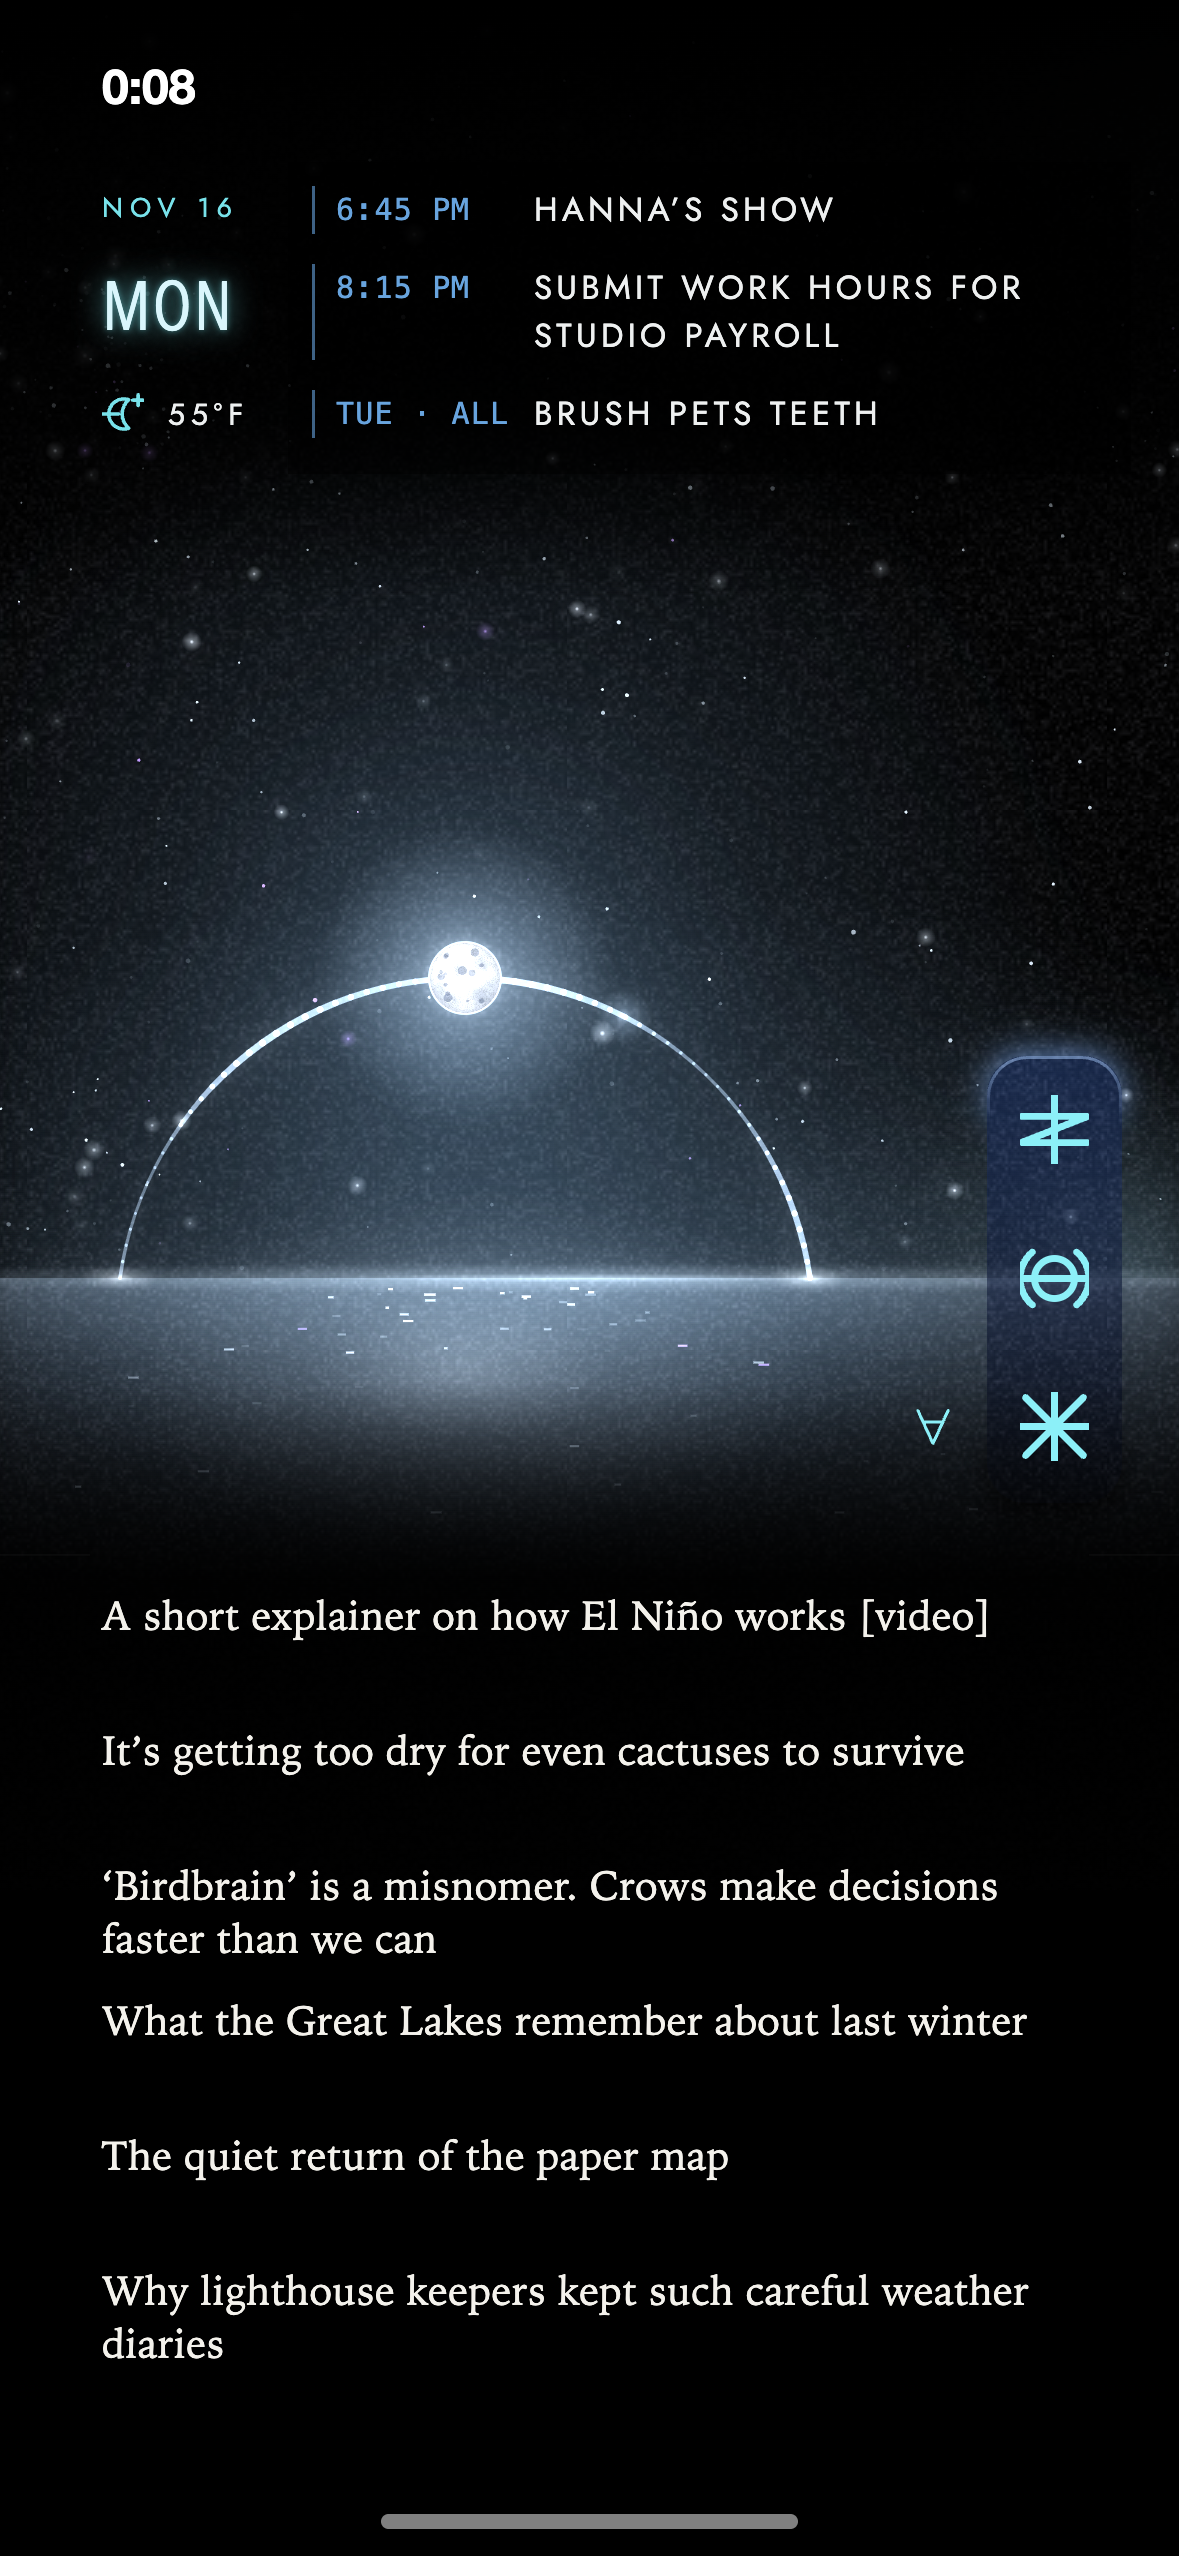 0:08
NOV 16
MON
55°F
6:45 PM HANNA’S SHOW
8:15 PM SUBMIT WORK HOURS FOR
STUDIO PAYROLL
TUE · ALL BRUSH PETS TEETH
A short explainer on how El Niño works [video]
It’s getting too dry for even cactuses to survive
‘Birdbrain’ is a misnomer. Crows make decisions
faster than we can
What the Great Lakes remember about last winter
The quiet return of the paper map
Why lighthouse keepers kept such careful weather
diaries